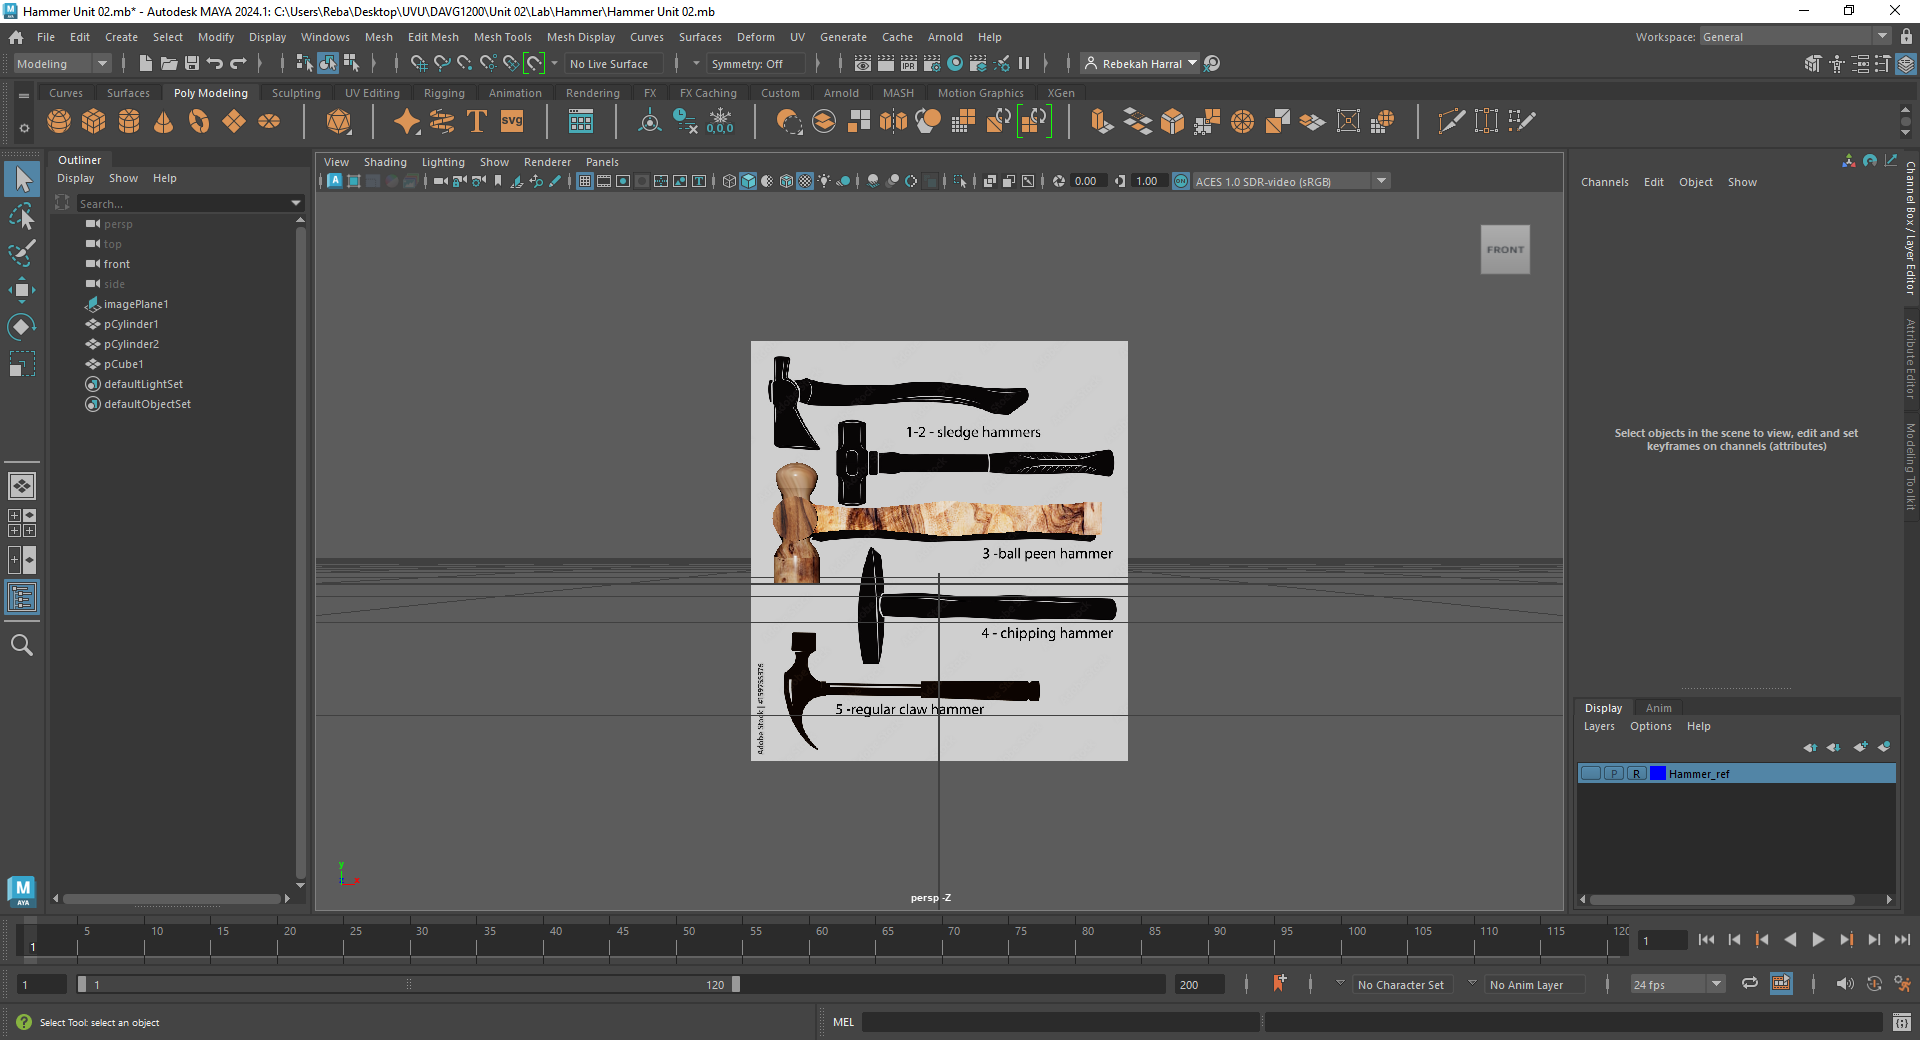 Hammer Unit 02.mb* - Autodesk MAYA 2024.1: C:\Users\Reba\Desktop\UVU\DAVG1200\Unit 02\Lab\Hammer\Hammer Unit 02.mb
File Edit Create Select Modify Display Windows Mesh Edit Mesh Mesh Tools Mesh Display Curves Surfaces Deform UV Generate Cache Arnold Help
Workspace: General
Modeling
No Live Surface
Symmetry: Off
IPR
Rebekah Harral
Curves Surfaces Poly Modeling Sculpting UV Editing Rigging Animation Rendering FX FX Caching Custom Arnold MASH Motion Graphics XGen
T SVG 0,0,0
Outliner
Display Show Help
Search...
persp
top
front
side
imagePlane1
pCylinder1
pCylinder2
pCube1
defaultLightSet
defaultObjectSet
View Shading Lighting Show Renderer Panels
A
0.00
1.00
ON
ACES 1.0 SDR-video (sRGB)
FRONT
1-2 - sledge hammers
3 -ball peen hammer
4 - chipping hammer
5 -regular claw hammer
Adobe Stock | #159755376
y
persp -Z
Channels Edit Object Show
Select objects in the scene to view, edit and set
keyframes on channels (attributes)
Channel Box / Layer Editor
Attribute Editor
Modeling Toolkit
Display Anim
Layers Options Help
P R Hammer_ref
M
AYA
1 5 10 15 20 25 30 35 40 45 50 55 60 65 70 75 80 85 90 95 100 105 110 115 120
1
1
1
120
200
No Character Set
No Anim Layer
24 fps
Select Tool: select an object
MEL